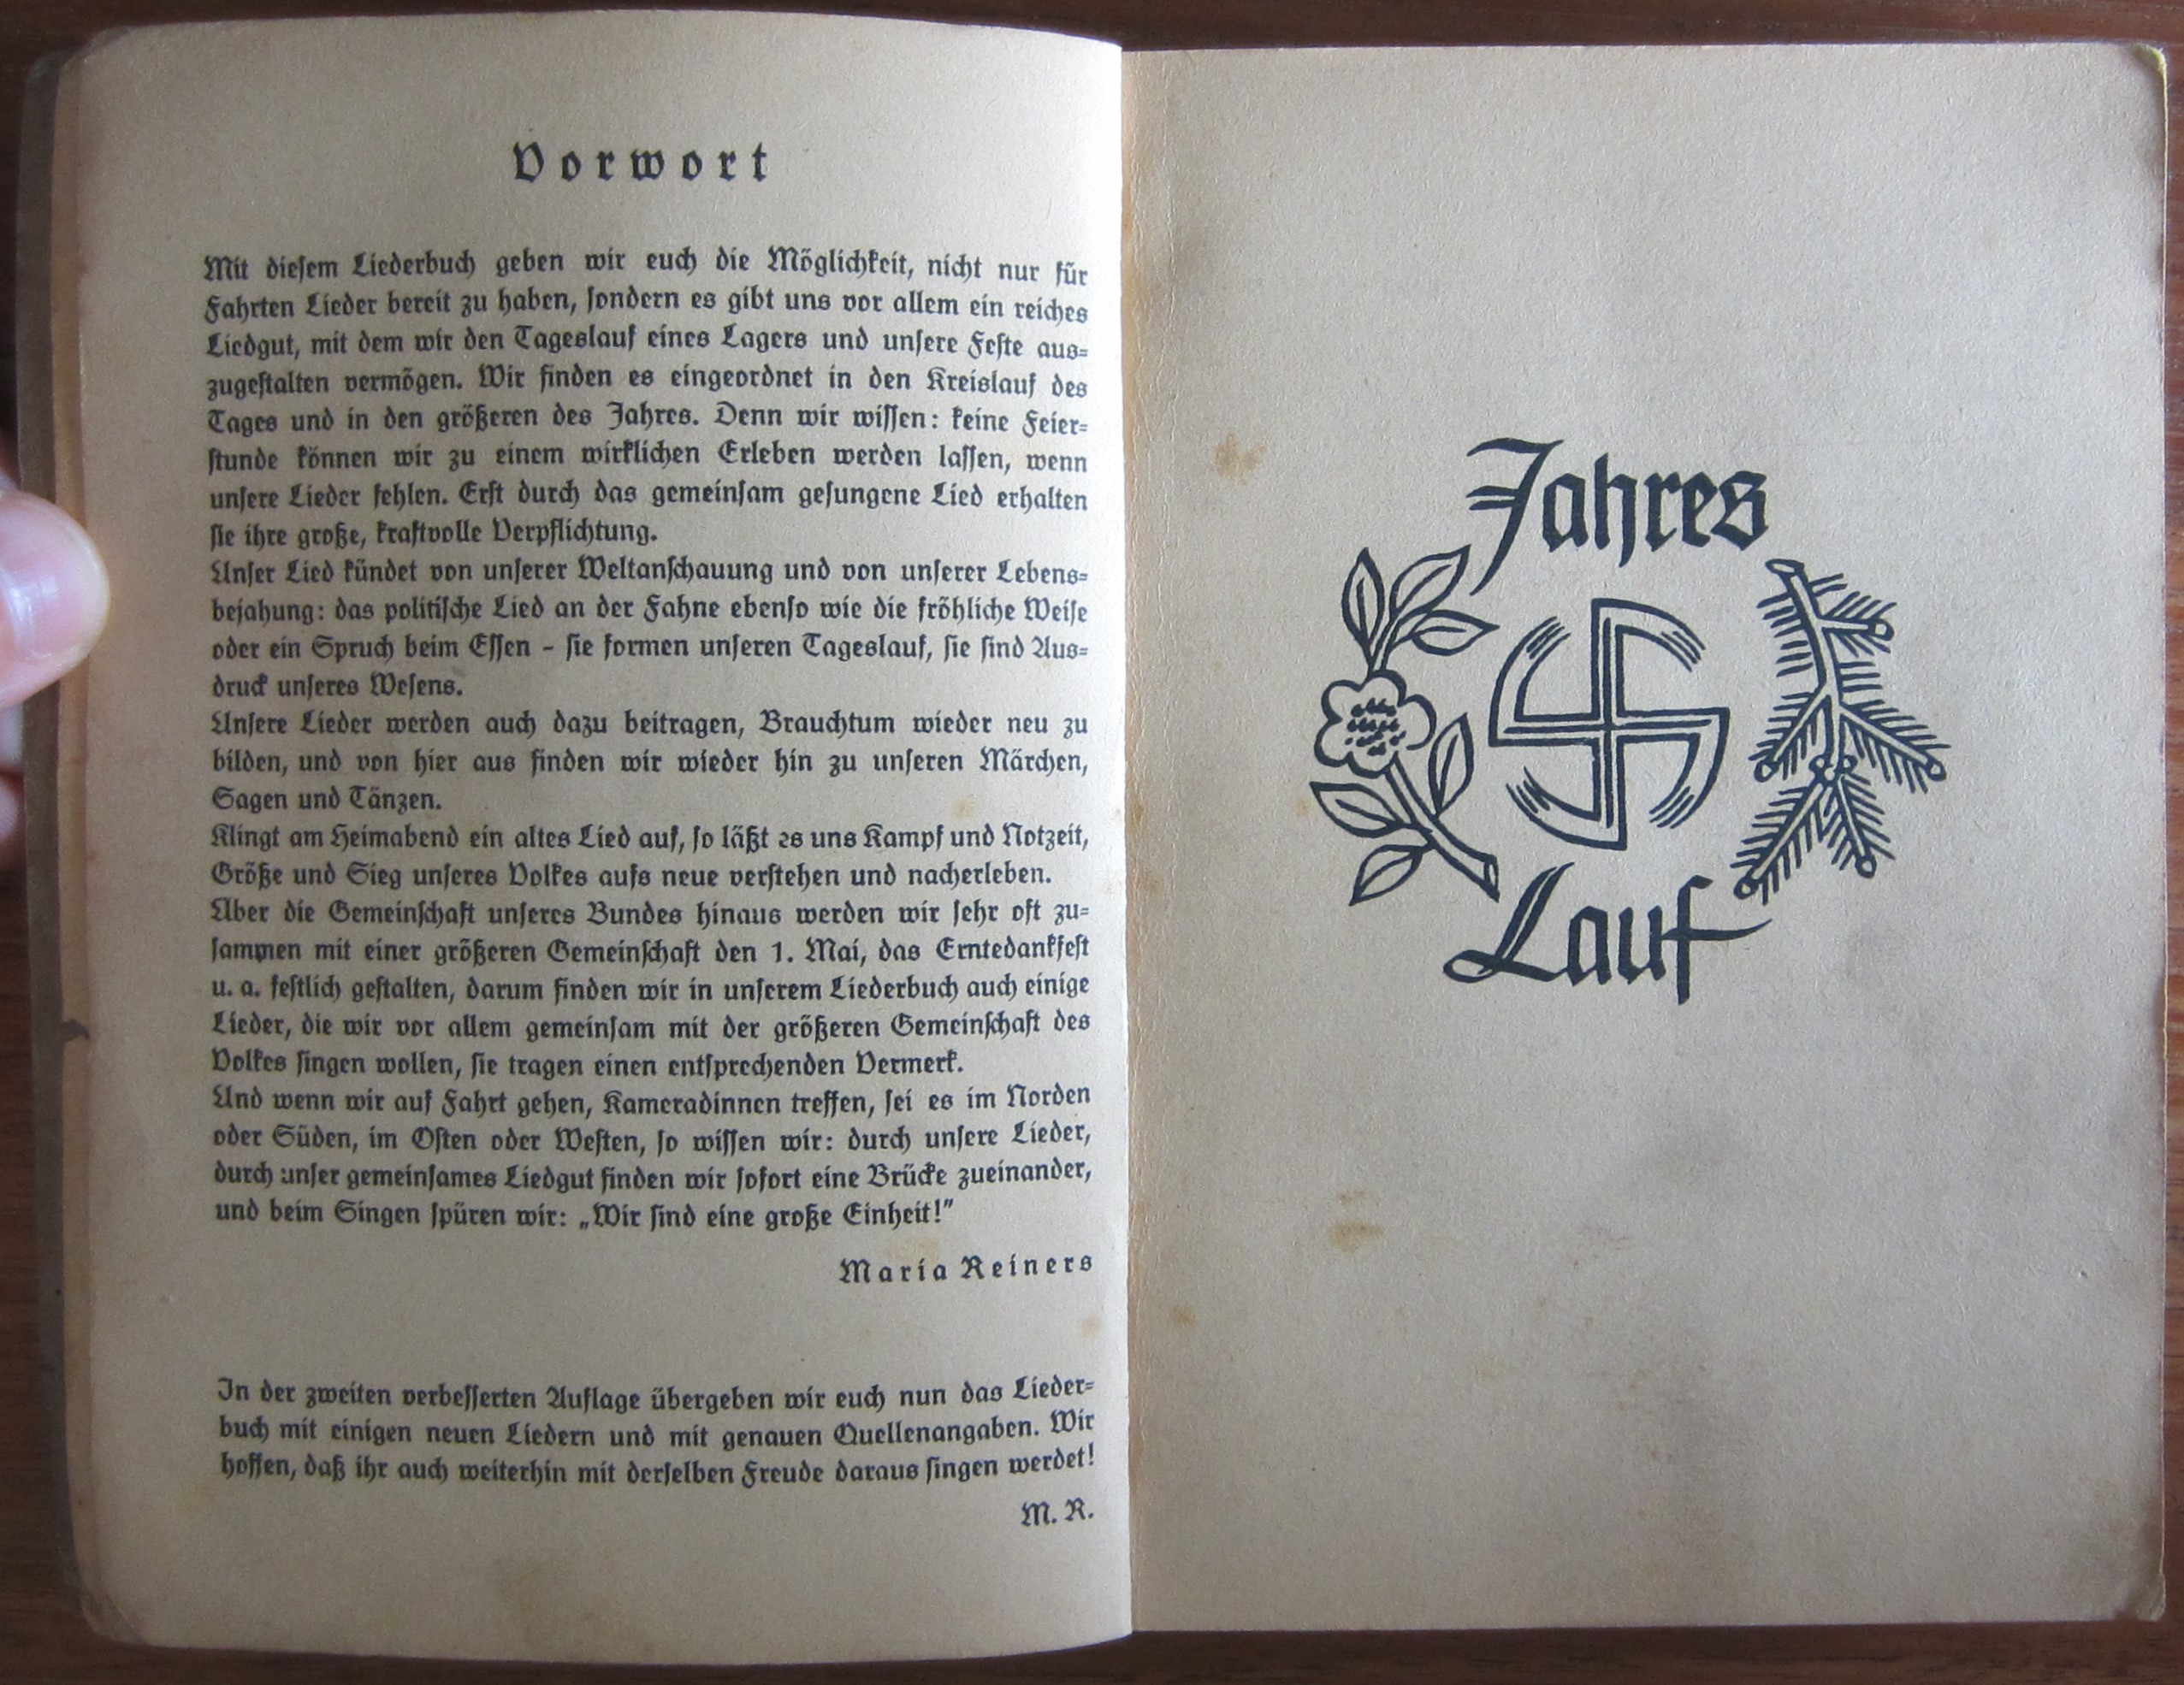 Vorwort
Mit diesem Liederbuch geben wir euch die Möglichkeit, nicht nur für
Fahrten Lieder bereit zu haben, sondern es gibt uns vor allem ein reiches
Liedgut, mit dem wir den Tageslauf eines Lagers und unsere Feste aus-
zugestalten vermögen. Wir finden es eingeordnet in den Kreislauf des
Tages und in den größeren des Jahres. Denn wir wissen: keine Feier-
stunde können wir zu einem wirklichen Erleben werden lassen, wenn
unsere Lieder fehlen. Erst durch das gemeinsam gesungene Lied erhalten
sie ihre große, kraftvolle Verpflichtung.
Unser Lied kündet von unserer Weltanschauung und von unserer Lebens-
bejahung: das politische Lied an der Fahne ebenso wie die fröhliche Weise
oder ein Spruch beim Essen - sie formen unseren Tageslauf, sie sind Aus-
druck unseres Wesens.
Unsere Lieder werden auch dazu beitragen, Brauchtum wieder neu zu
bilden, und von hier aus finden wir wieder hin zu unseren Märchen,
Sagen und Tänzen.
Klingt am Heimabend ein altes Lied auf, so läßt es uns Kampf und Notzeit,
Größe und Sieg unseres Volkes aufs neue verstehen und nacherleben.
Über die Gemeinschaft unseres Bundes hinaus werden wir sehr oft zu-
sammen mit einer größeren Gemeinschaft den 1. Mai, das Erntedankfest
u. a. festlich gestalten, darum finden wir in unserem Liederbuch auch einige
Lieder, die wir vor allem gemeinsam mit der größeren Gemeinschaft des
Volkes singen wollen, sie tragen einen entsprechenden Vermerk.
Und wenn wir auf Fahrt gehen, Kameradinnen treffen, sei es im Norden
oder Süden, im Osten oder Westen, so wissen wir: durch unsere Lieder,
durch unser gemeinsames Liedgut finden wir sofort eine Brücke zueinander,
und beim Singen spüren wir: „Wir sind eine große Einheit!"
Maria Reiners
In der zweiten verbesserten Auflage übergeben wir euch nun das Lieder-
buch mit einigen neuen Liedern und mit genauen Quellenangaben. Wir
hoffen, daß ihr auch weiterhin mit derselben Freude daraus singen werdet!
M. R.
Jahres
Lauf